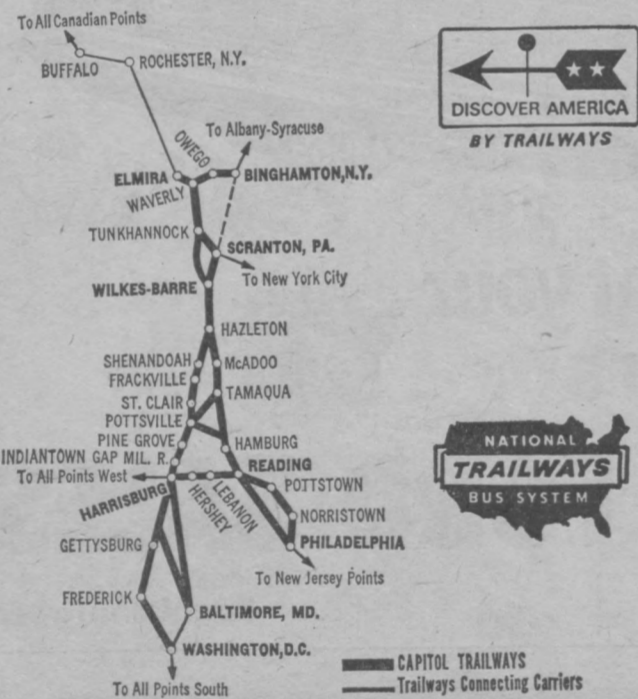 To All Canadian Points
BUFFALO
ROCHESTER, N.Y.
DISCOVER AMERICA
BY TRAILWAYS
OWEGO
To Albany-Syracuse
ELMIRA
WAVERLY
BINGHAMTON, N.Y.
TUNKHANNOCK
SCRANTON, PA.
To New York City
WILKES-BARRE
HAZLETON
SHENANDOAH
McADOO
FRACKVILLE
TAMAQUA
ST. CLAIR
POTTSVILLE
PINE GROVE
HAMBURG
INDIANTOWN GAP MIL. R.
READING
To All Points West
HARRISBURG
HERSHEY
LEBANON
POTTSTOWN
NORRISTOWN
GETTYSBURG
PHILADELPHIA
To New Jersey Points
FREDERICK
BALTIMORE, MD.
WASHINGTON, D.C.
To All Points South
NATIONAL
TRAILWAYS
BUS SYSTEM
CAPITOL TRAILWAYS
Trailways Connecting Carriers